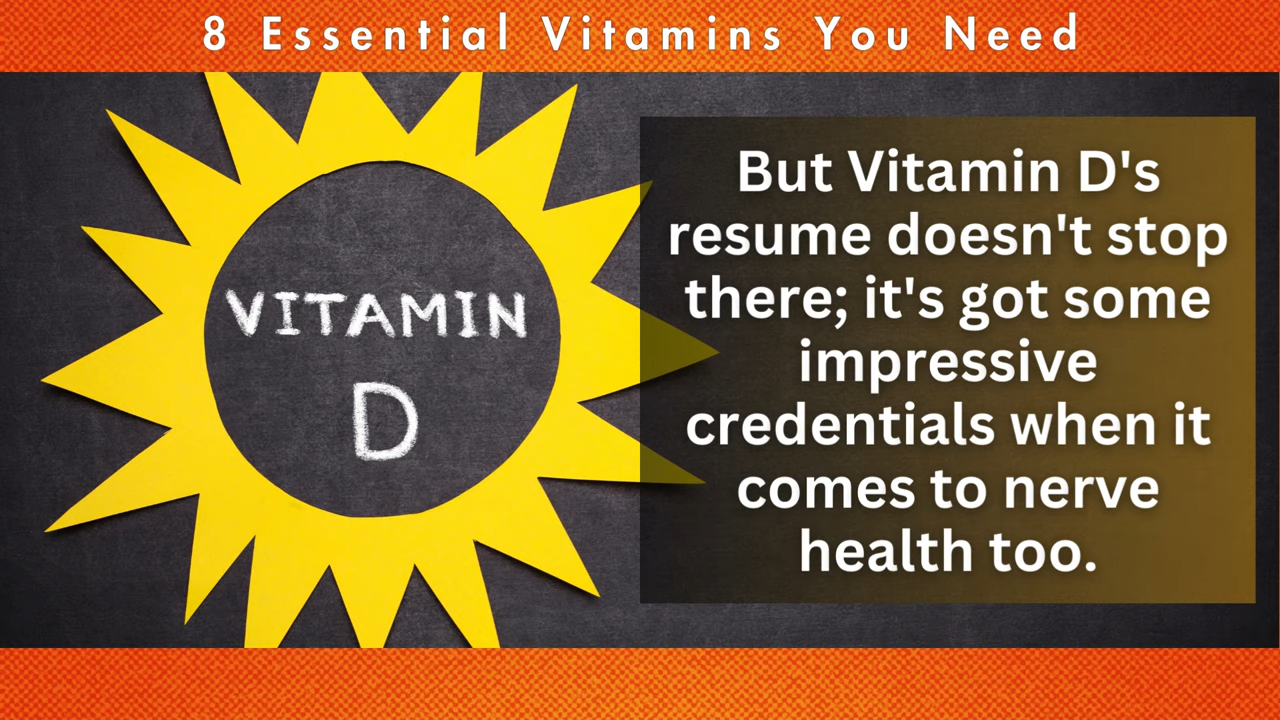 8 Essential Vitamins You Need
VITAMIN
D
But Vitamin D's
resume doesn't stop
there; it's got some
impressive
credentials when it
comes to nerve
health too.